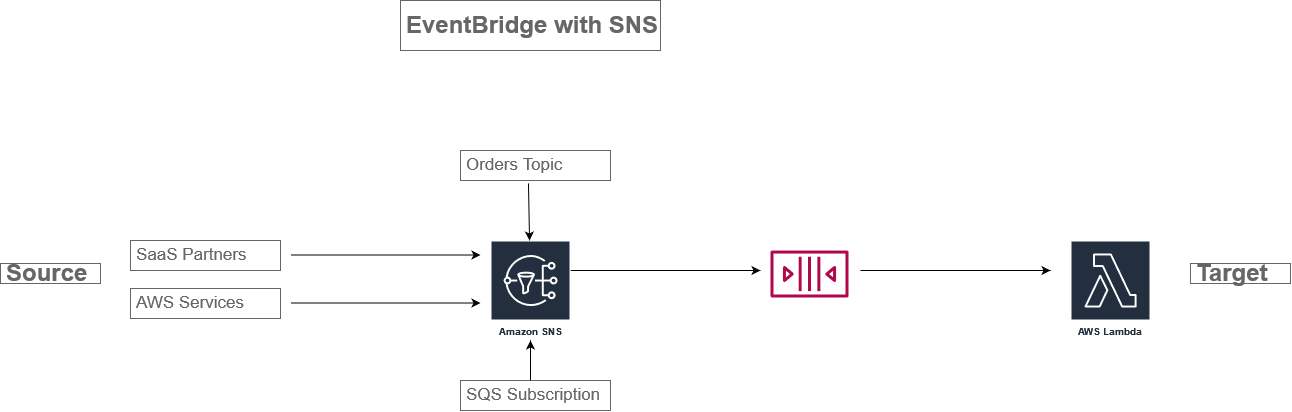 EventBridge with SNS
Orders Topic
SaaS Partners
Source
Target
AWS Services
Amazon SNS
AWS Lambda
SQS Subscription